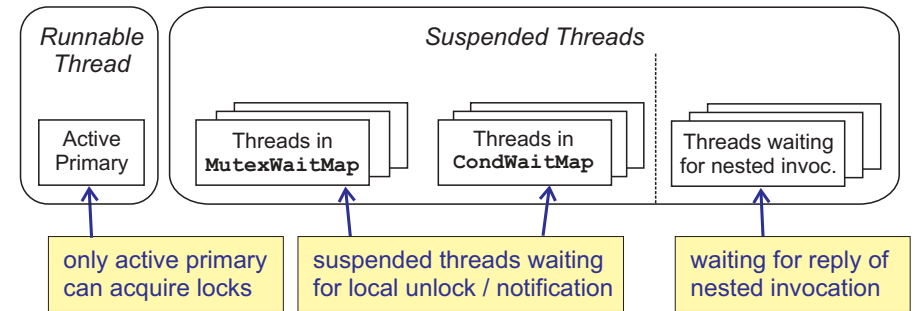 Runnable
Thread
Suspended Threads
Active
Primary
Threads in
MutexWaitMap
Threads in
CondWaitMap
Threads waiting
for nested invoc.
only active primary
can acquire locks
suspended threads waiting
for local unlock / notification
waiting for reply of
nested invocation